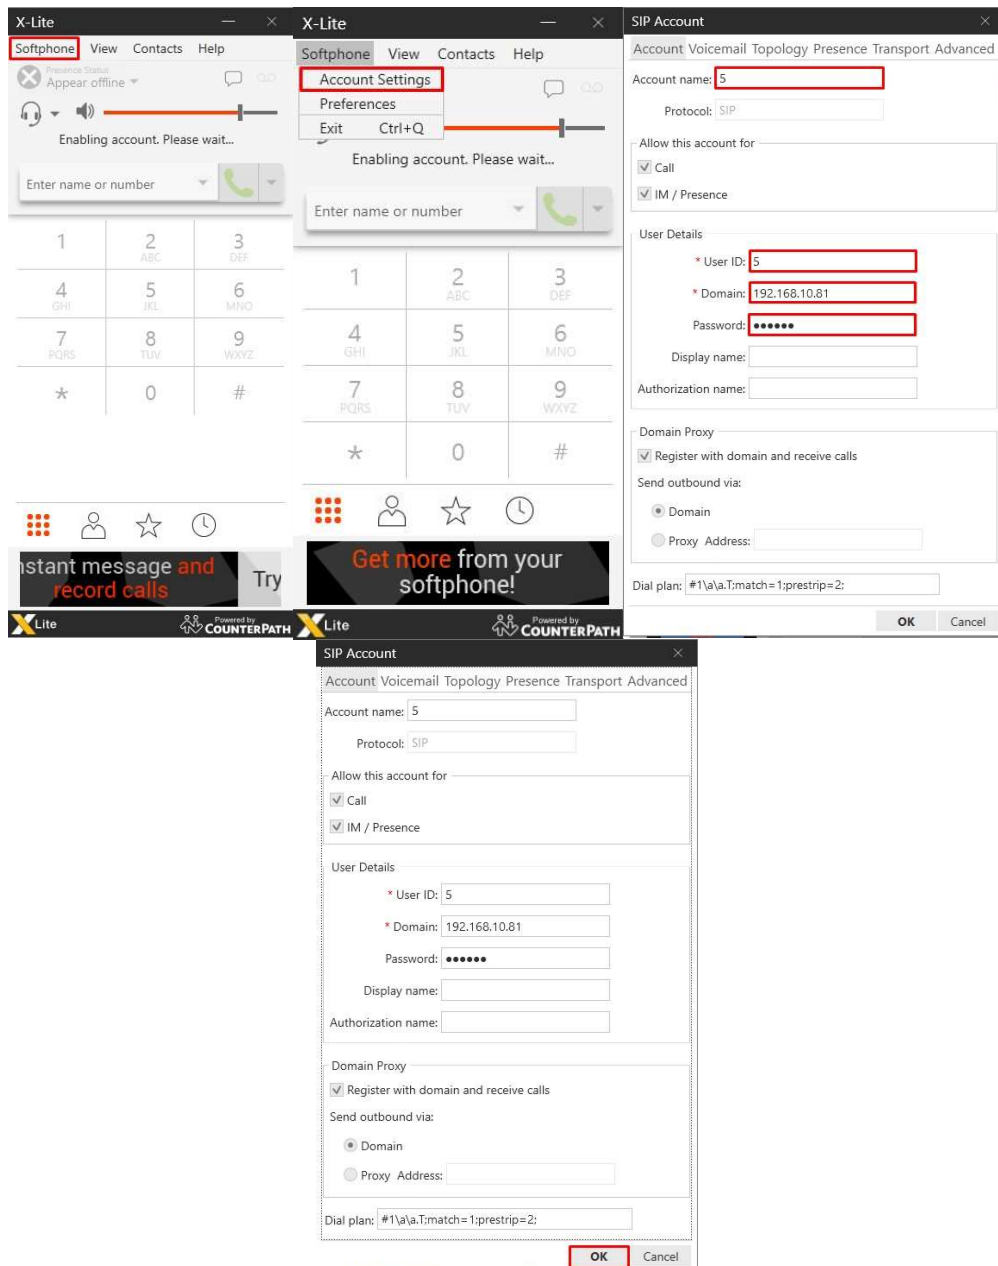 X-Lite
Softphone View Contacts Help
Presence Status
Appear offline
Enabling account. Please wait...
Enter name or number
1 2 3
ABC DEF
4 5 6
GHI JKL MNO
7 8 9
PQRS TUV WXYZ
* 0 #
nstant message and
record calls
Try
X Lite
Powered by
COUNTERPATH
X-Lite
Softphone View Contacts Help
Account Settings
Preferences
Exit Ctrl+Q
Enabling account. Please wait...
Enter name or number
1 2 3
ABC DEF
4 5 6
GHI JKL MNO
7 8 9
PQRS TUV WXYZ
* 0 #
Get more from your
softphone!
X Lite
Powered by
COUNTERPATH
SIP Account
Account Voicemail Topology Presence Transport Advanced
Account name: 5
Protocol: SIP
Allow this account for
Call
IM / Presence
User Details
* User ID: 5
* Domain: 192.168.10.81
Password: ●●●●●●
Display name:
Authorization name:
Domain Proxy
Register with domain and receive calls
Send outbound via:
Domain
Proxy Address:
Dial plan: #1\a\a.T;match=1;prestrip=2;
OK Cancel
SIP Account
Account Voicemail Topology Presence Transport Advanced
Account name: 5
Protocol: SIP
Allow this account for
Call
IM / Presence
User Details
* User ID: 5
* Domain: 192.168.10.81
Password: ●●●●●●
Display name:
Authorization name:
Domain Proxy
Register with domain and receive calls
Send outbound via:
Domain
Proxy Address:
Dial plan: #1\a\a.T;match=1;prestrip=2;
OK Cancel